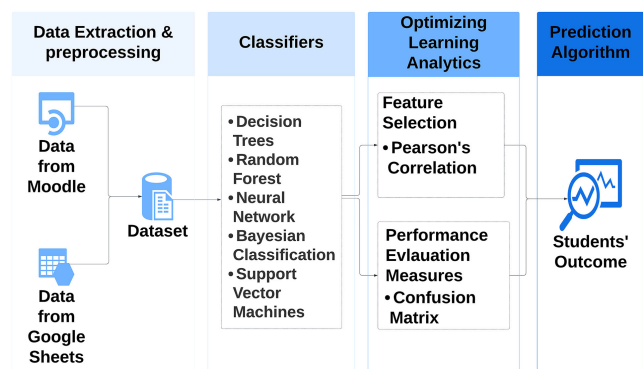 Data Extraction &
preprocessing
Classifiers
Optimizing
Learning
Analytics
Prediction
Algorithm
Data
from
Moodle
Dataset
Data
from
Google
Sheets
• Decision
Trees
• Random
Forest
• Neural
Network
• Bayesian
Classification
• Support
Vector
Machines
Feature
Selection
• Pearson's
Correlation
Performance
Evlauation
Measures
• Confusion
Matrix
Students'
Outcome